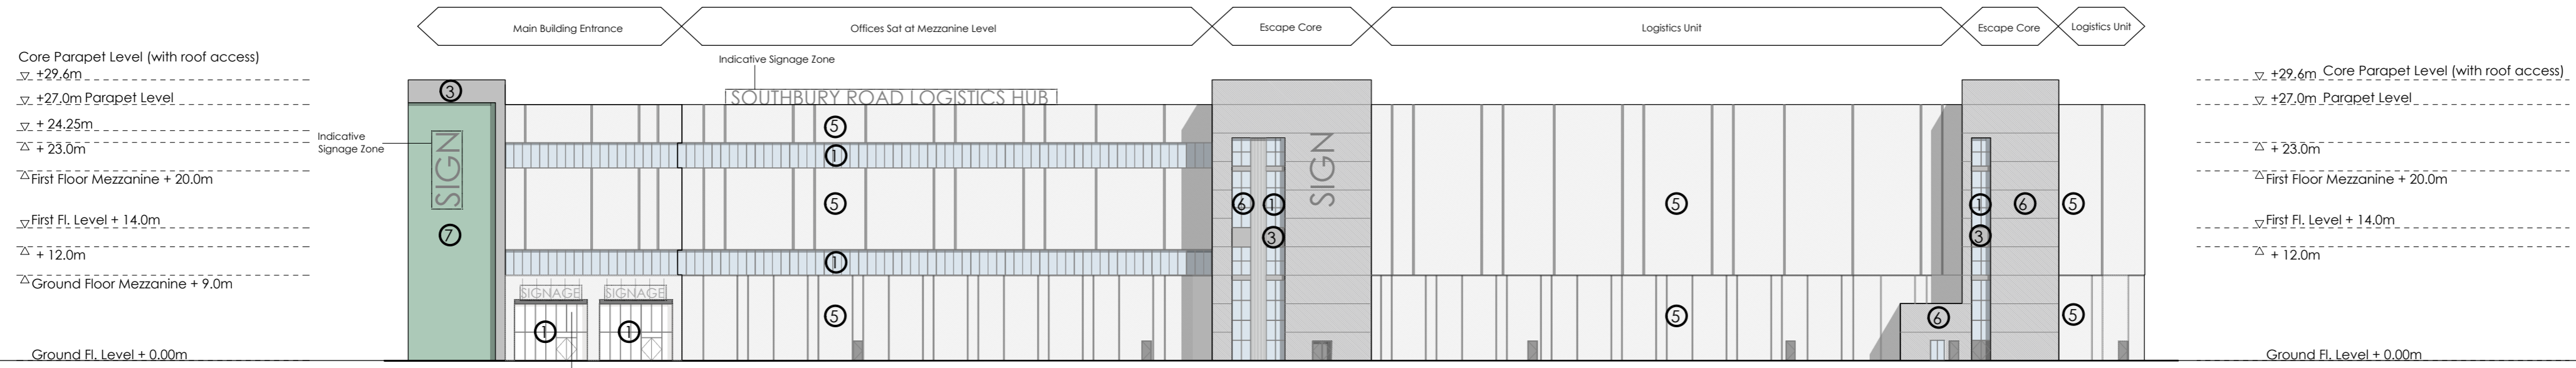 Main Building Entrance
Offices Sat at Mezzanine Level
Escape Core
Logistics Unit
Escape Core
Logistics Unit
Core Parapet Level (with roof access)
+29.6m
+27.0m Parapet Level
+ 24.25m
+ 23.0m
First Floor Mezzanine + 20.0m
First Fl. Level + 14.0m
+ 12.0m
Ground Floor Mezzanine + 9.0m
Ground Fl. Level + 0.00m
Indicative
Signage Zone
Indicative Signage Zone
SOUTHBURY ROAD LOGISTICS HUB
3
SIGN
7
SIGNAGE
SIGNAGE
1
1
5
1
5
1
5
6
1
3
SIGN
5
5
6
1
3
6
5
5
+29.6m Core Parapet Level (with roof access)
+27.0m Parapet Level
+ 23.0m
First Floor Mezzanine + 20.0m
First Fl. Level + 14.0m
+ 12.0m
Ground Fl. Level + 0.00m